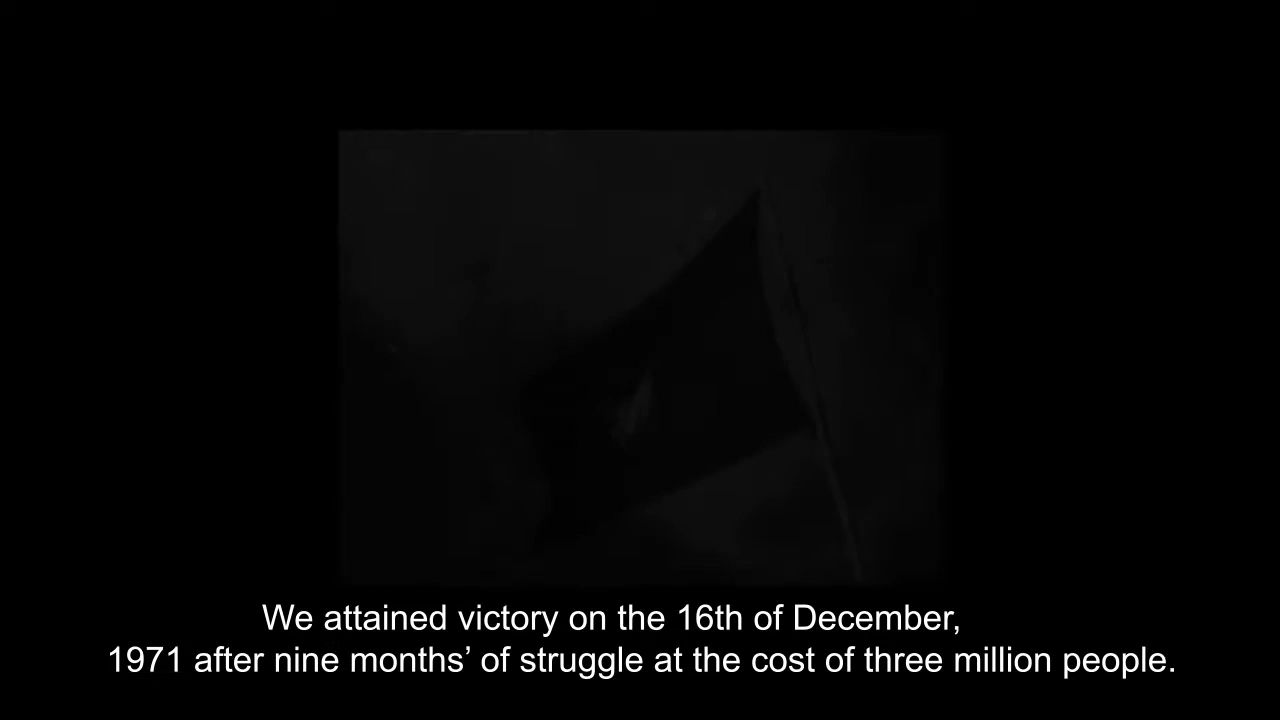 We attained victory on the 16th of December,
1971 after nine months’ of struggle at the cost of three million people.